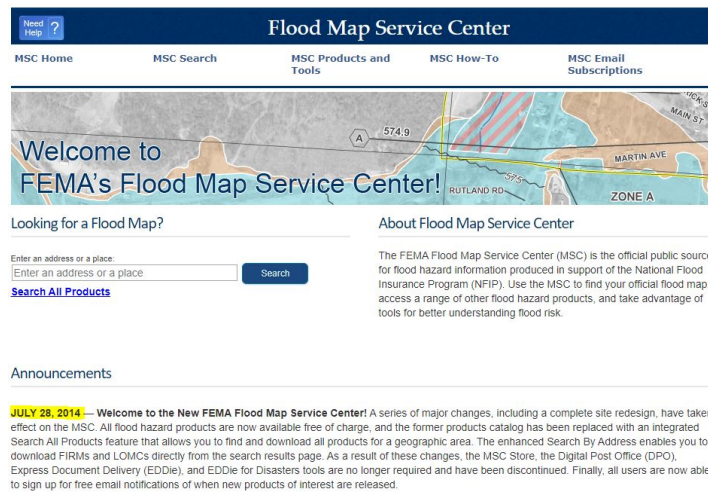 Need Help ?
Flood Map Service Center
MSC Home
MSC Search
MSC Products and
Tools
MSC How-To
MSC Email
Subscriptions
A
574.9
MAIN ST
MARTIN AVE
575
RUTLAND RD
ZONE A
Welcome to
FEMA's Flood Map Service Center!
Looking for a Flood Map?
Enter an address or a place:
Enter an address or a place
Search
Search All Products
About Flood Map Service Center
The FEMA Flood Map Service Center (MSC) is the official public source
for flood hazard information produced in support of the National Flood
Insurance Program (NFIP). Use the MSC to find your official flood map
access a range of other flood hazard products, and take advantage of
tools for better understanding flood risk.
Announcements
JULY 28, 2014 — Welcome to the New FEMA Flood Map Service Center! A series of major changes, including a complete site redesign, have taken
effect on the MSC. All flood hazard products are now available free of charge, and the former products catalog has been replaced with an integrated
Search All Products feature that allows you to find and download all products for a geographic area. The enhanced Search By Address enables you to
download FIRMs and LOMCs directly from the search results page. As a result of these changes, the MSC Store, the Digital Post Office (DPO),
Express Document Delivery (EDDie), and EDDie for Disasters tools are no longer required and have been discontinued. Finally, all users are now able
to sign up for free email notifications of when new products of interest are released.